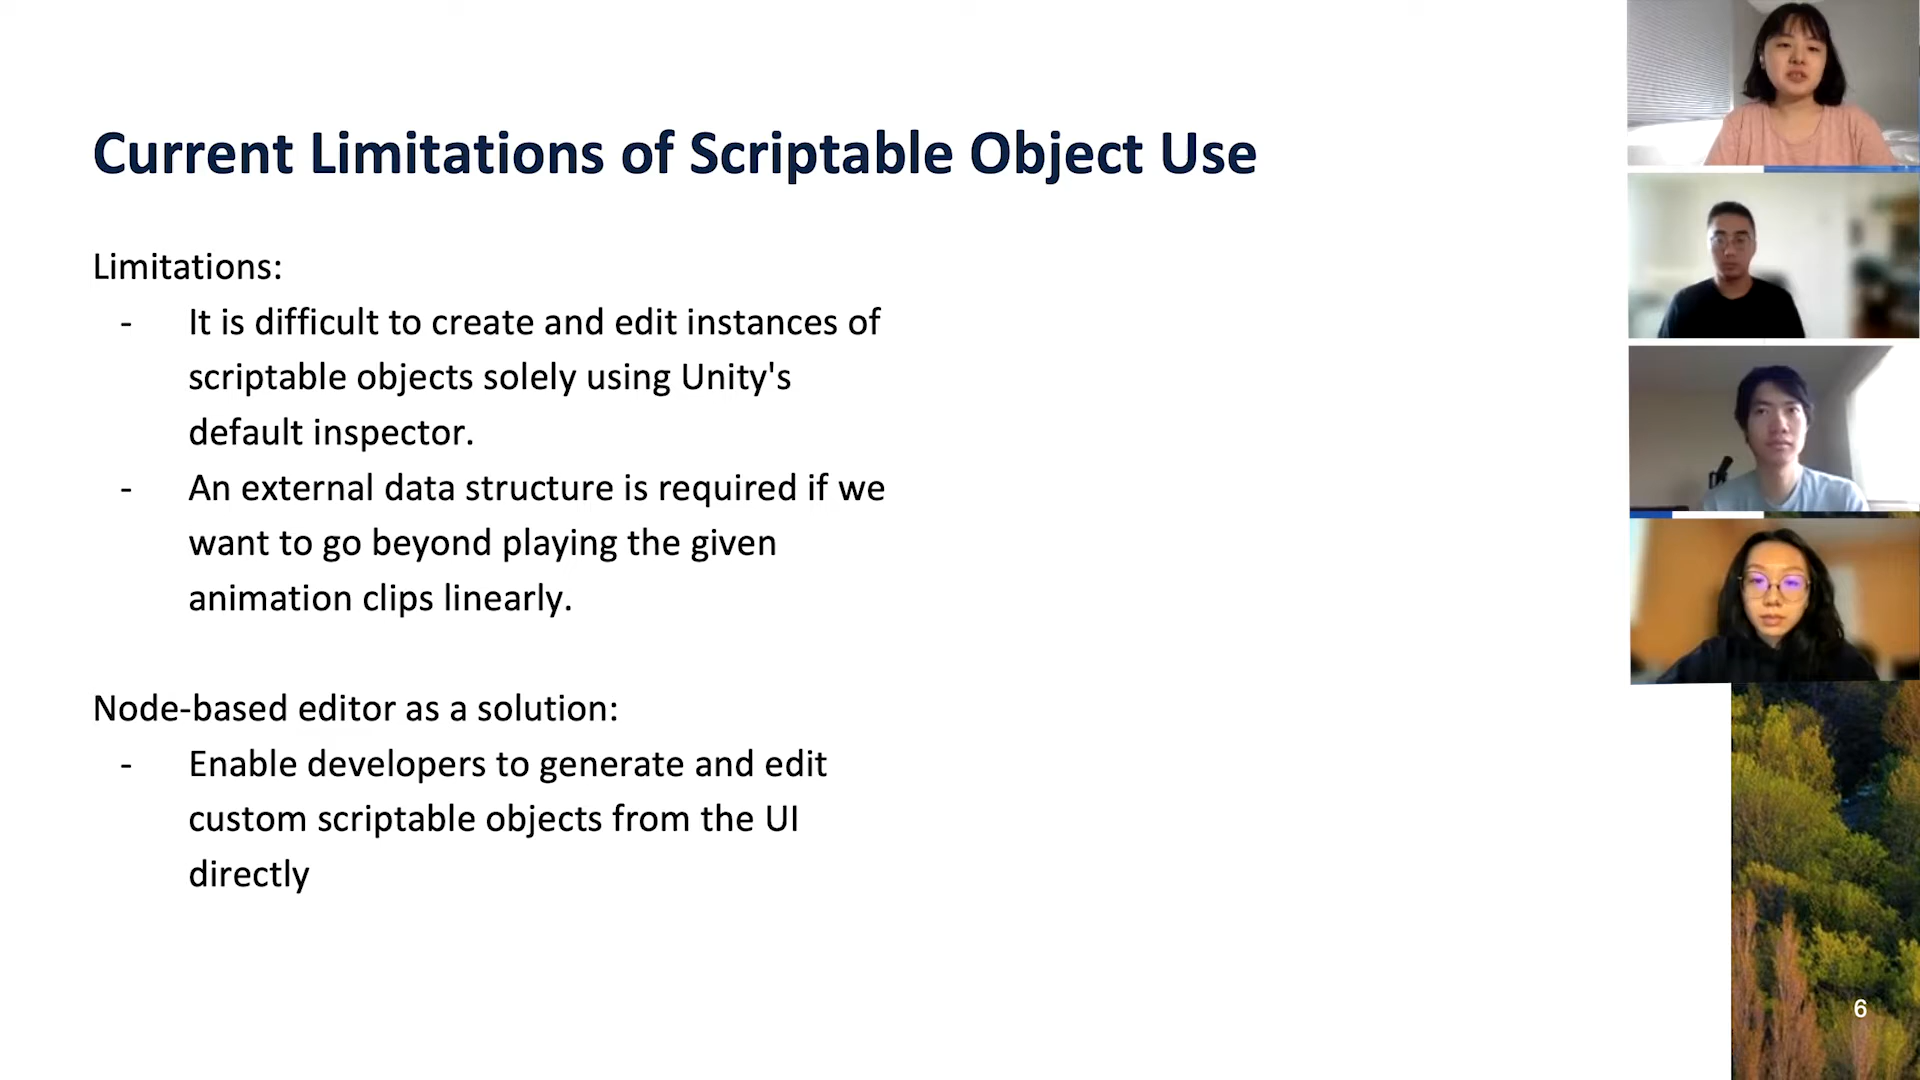 Current Limitations of Scriptable Object Use
Limitations:
- It is difficult to create and edit instances of
scriptable objects solely using Unity's
default inspector.
- An external data structure is required if we
want to go beyond playing the given
animation clips linearly.
Node-based editor as a solution:
- Enable developers to generate and edit
custom scriptable objects from the UI
directly
6